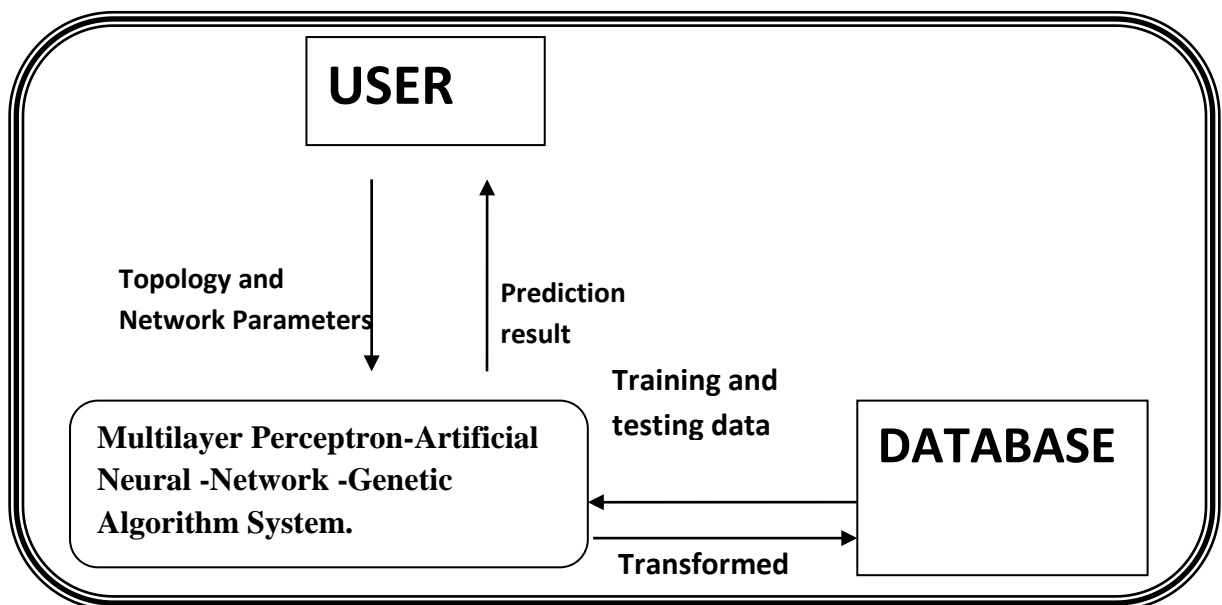 USER
Topology and
Network Parameters
Prediction
result
Training and
testing data
Multilayer Perceptron-Artificial
Neural -Network -Genetic
Algorithm System.
DATABASE
Transformed